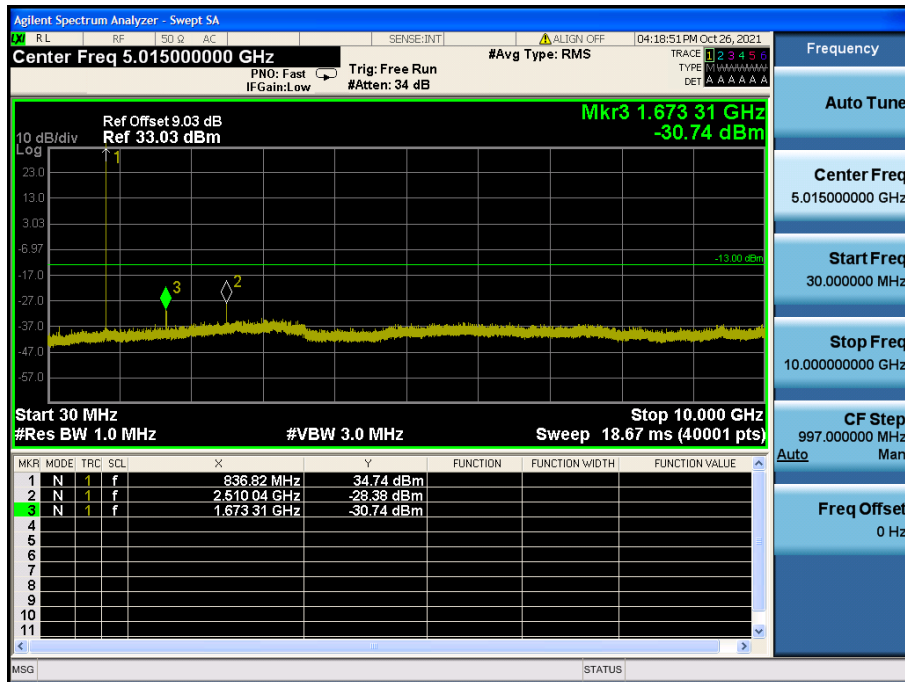 Agilent Spectrum Analyzer - Swept SA
LXI RL RF 50 Ω AC SENSE:INT ALIGN OFF 04:18:51 PM Oct 26, 2021
Center Freq 5.015000000 GHz #Avg Type: RMS TRACE 1 2 3 4 5 6
PNO: Fast Trig: Free Run TYPE M WWWWW
IFGain:Low #Atten: 34 dB DET A A A A A A
Mkr3 1.673 31 GHz
-30.74 dBm
Ref Offset 9.03 dB
10 dB/div Ref 33.03 dBm
Log
1
23.0
13.0
3.03
-6.97
-13.00 dBm
-17.0
3 2
-27.0
-37.0
-47.0
-57.0
Start 30 MHz Stop 10.000 GHz
#Res BW 1.0 MHz #VBW 3.0 MHz Sweep 18.67 ms (40001 pts)
MKR MODE TRC SCL X Y FUNCTION FUNCTION WIDTH FUNCTION VALUE
1 N 1 f 836.82 MHz 34.74 dBm
2 N 1 f 2.510 04 GHz -28.38 dBm
3 N 1 f 1.673 31 GHz -30.74 dBm
4
5
6
7
8
9
10
11
MSG STATUS
Frequency
Auto Tune
Center Freq
5.015000000 GHz
Start Freq
30.000000 MHz
Stop Freq
10.000000000 GHz
CF Step
997.000000 MHz
Auto Man
Freq Offset
0 Hz